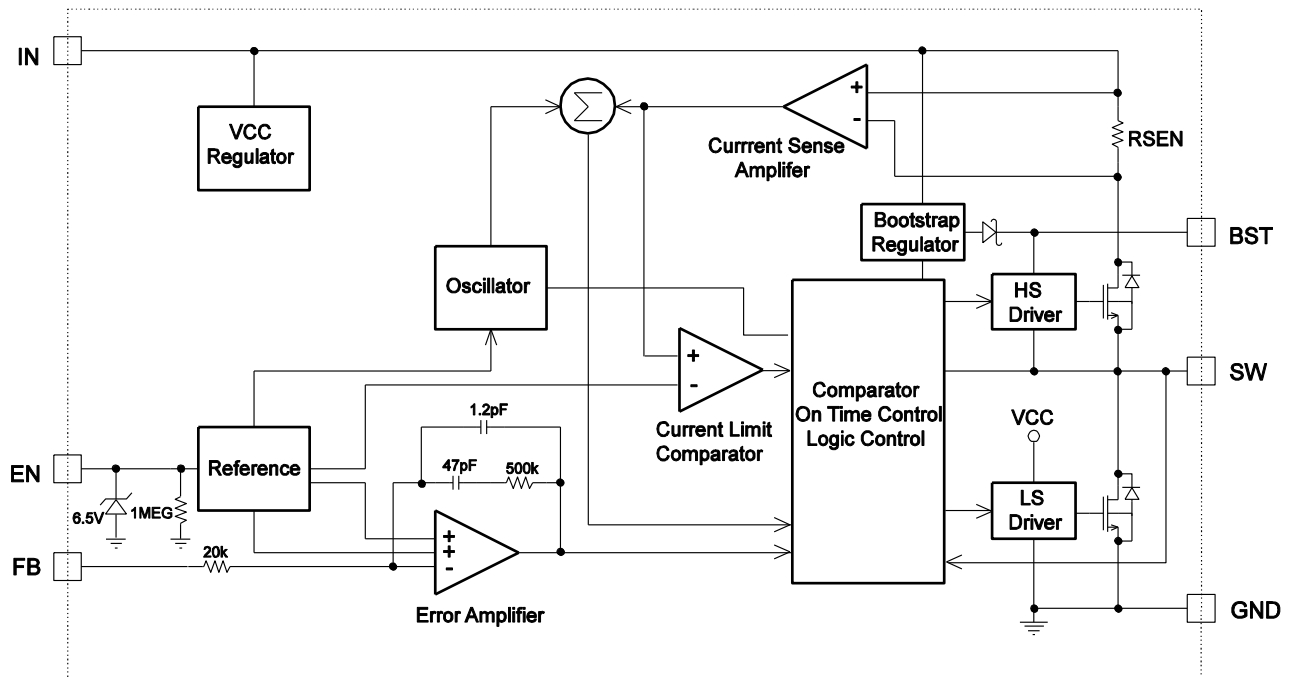 IN
VCC
Regulator
Σ
+
-
Currrent Sense
Amplifer
RSEN
Bootstrap
Regulator
BST
Oscillator
HS
Driver
+
-
Current Limit
Comparator
Comparator
On Time Control
Logic Control
SW
VCC
1.2pF
47pF
500k
EN
Reference
6.5V
1MEG
LS
Driver
FB
20k
+
+
-
Error Amplifier
GND